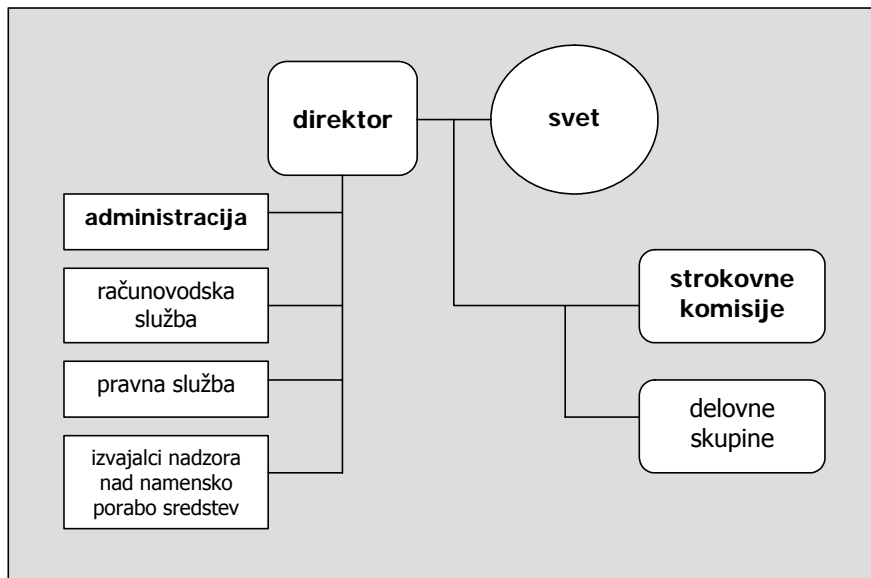 direktor
svet
administracija
računovodska
služba
pravna služba
izvajalci nadzora
nad namensko
porabo sredstev
strokovne
komisije
delovne
skupine